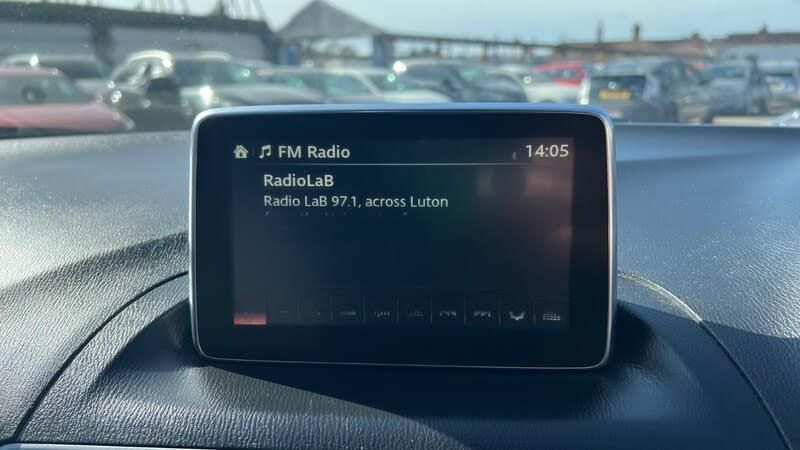 FM Radio 14:05
RadioLaB
Radio LaB 97.1, across Luton